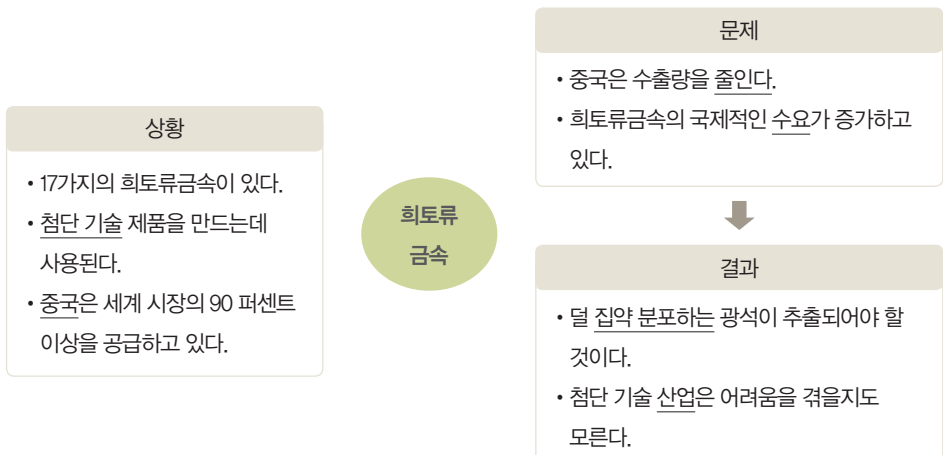 상황
• 17가지의 희토류금속이 있다.
• 첨단 기술 제품을 만드는데
사용된다.
• 중국은 세계 시장의 90 퍼센트
이상을 공급하고 있다.
희토류
금속
문제
• 중국은 수출량을 줄인다.
• 희토류금속의 국제적인 수요가 증가하고
있다.
결과
• 덜 집약 분포하는 광석이 추출되어야 할
것이다.
• 첨단 기술 산업은 어려움을 겪을지도
모른다.